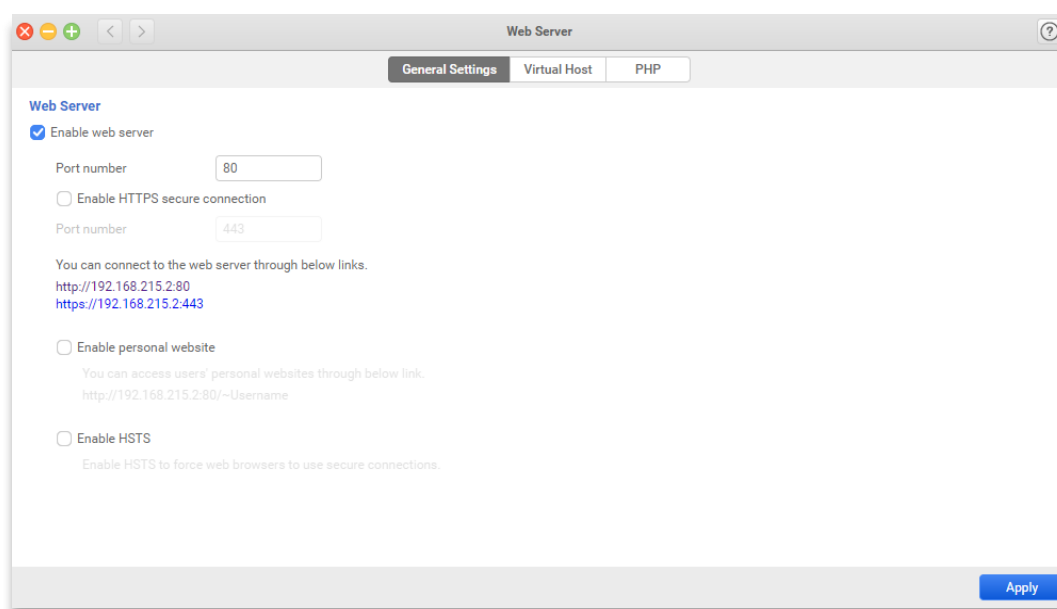 Web Server
?
General Settings Virtual Host PHP
Web Server
Enable web server
Port number 80
Enable HTTPS secure connection
Port number 443
You can connect to the web server through below links.
http://192.168.215.2:80
https://192.168.215.2:443
Enable personal website
You can access users' personal websites through below link.
http://192.168.215.2:80/~Username
Enable HSTS
Enable HSTS to force web browsers to use secure connections.
Apply